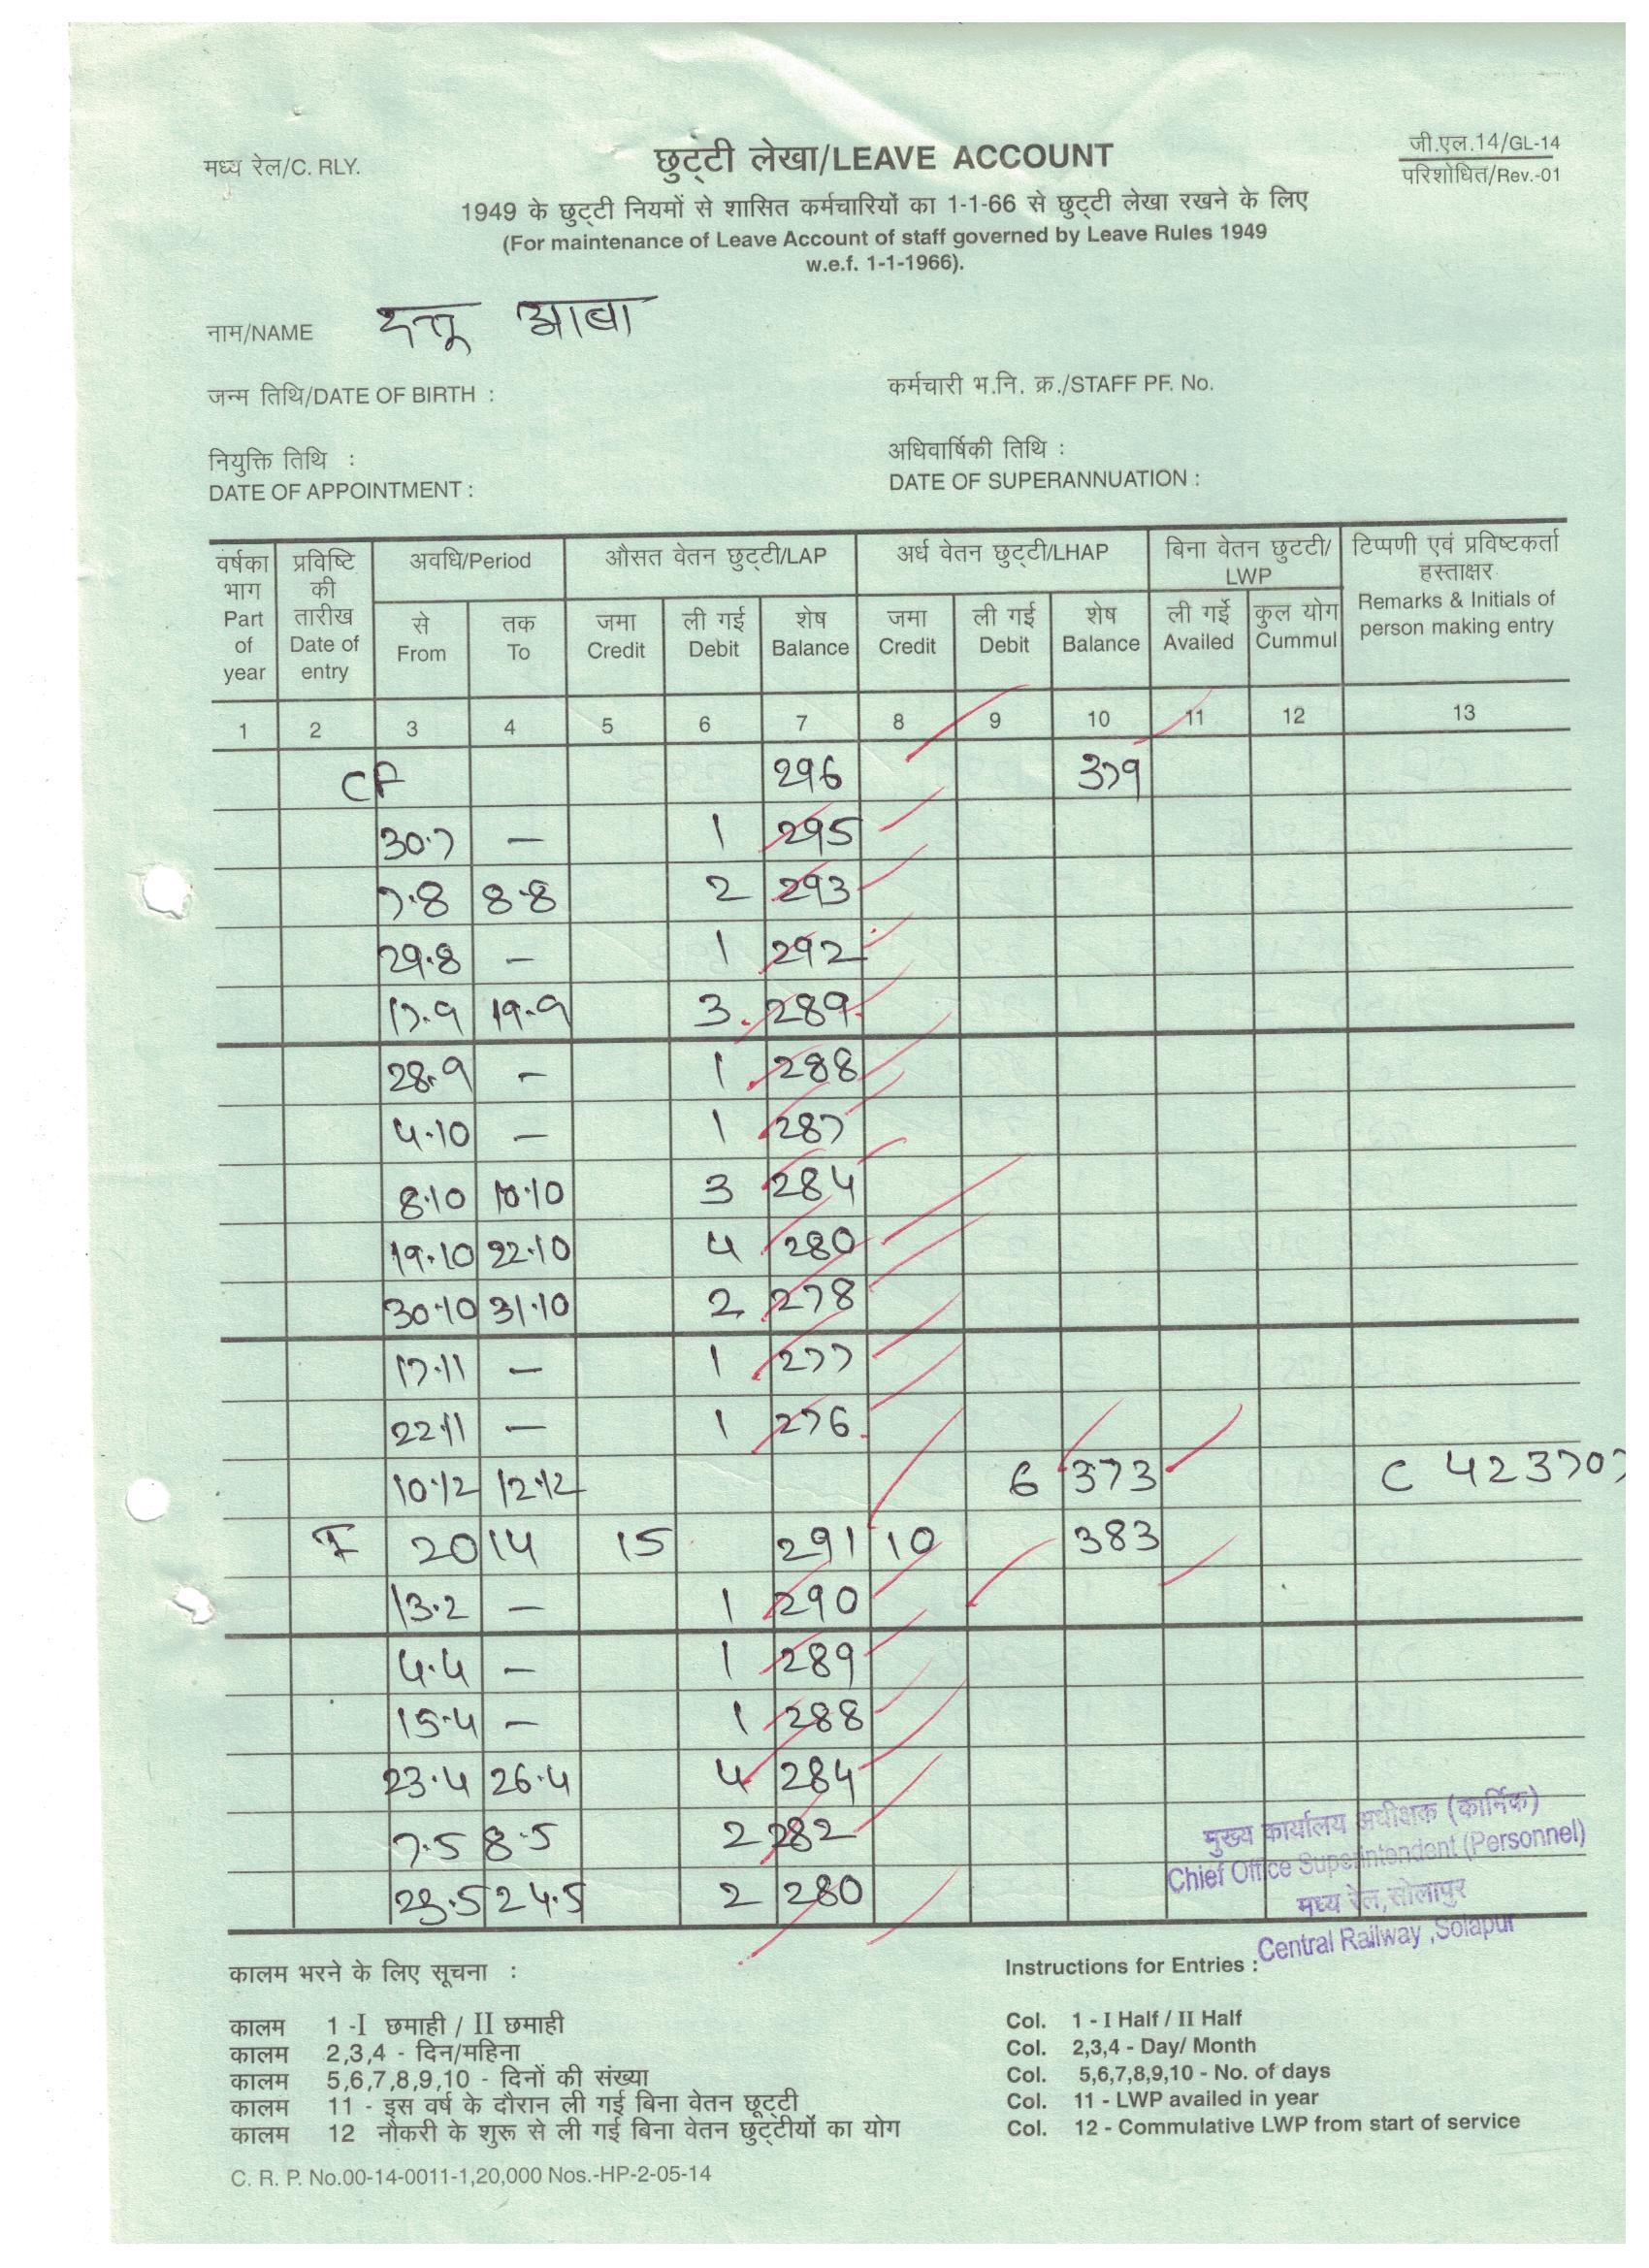 मध्य रेल/C. RLY.
छुट्टी लेखा/LEAVE ACCOUNT
जी.एल.14/GL-14
परिशोधित/Rev.-01
1949 के छुट्टी नियमों से शासित कर्मचारियों का 1-1-66 से छुट्टी लेखा रखने के लिए
(For maintenance of Leave Account of staff governed by Leave Rules 1949
w.e.f. 1-1-1966).
नाम/NAME दत्तू आबा
जन्म तिथि/DATE OF BIRTH :
कर्मचारी भ.नि. क्र./STAFF PF. No.
नियुक्ति तिथि :
DATE OF APPOINTMENT :
अधिवार्षिकी तिथि :
DATE OF SUPERANNUATION :
वर्षका भाग Part of year
प्रविष्टि की तारीख Date of entry
अवधि/Period
औसत वेतन छुट्टी/LAP
अर्ध वेतन छुट्टी/LHAP
बिना वेतन छुटटी/ LWP
टिप्पणी एवं प्रविष्टकर्ता हस्ताक्षर Remarks & Initials of person making entry
से From
तक To
जमा Credit
ली गई Debit
शेष Balance
जमा Credit
ली गई Debit
शेष Balance
ली गई Availed
कुल योग Cummul
1 2 3 4 5 6 7 8 9 10 11 12 13
CF 296 379
30.7 — 1 295
7.8 8.8 2 293
29.8 — 1 292
17.9 19.9 3 289
28.9 — 1 288
4.10 — 1 287
8.10 10.10 3 284
19.10 22.10 4 280
30.10 31.10 2 278
17.11 — 1 277
22.11 — 1 276
10.12 12.12 6 373 C 423707
I 2014 15 291 10 383
13.2 — 1 290
4.4 — 1 289
15.4 — 1 288
23.4 26.4 4 284
7.5 8.5 2 282
23.5 24.5 2 280
मुख्य कार्यालय अधीक्षक (कार्मिक)
Chief Office Superintendent (Personnel)
मध्य रेल, सोलापुर
Central Railway, Solapur
कालम भरने के लिए सूचना :
कालम 1 -I छमाही / II छमाही
कालम 2,3,4 - दिन/महिना
कालम 5,6,7,8,9,10 - दिनों की संख्या
कालम 11 - इस वर्ष के दौरान ली गई बिना वेतन छूट्टी
कालम 12 नौकरी के शुरू से ली गई बिना वेतन छुट्टीयों का योग
Instructions for Entries :
Col. 1 - I Half / II Half
Col. 2,3,4 - Day/ Month
Col. 5,6,7,8,9,10 - No. of days
Col. 11 - LWP availed in year
Col. 12 - Commulative LWP from start of service
C. R. P. No.00-14-0011-1,20,000 Nos.-HP-2-05-14